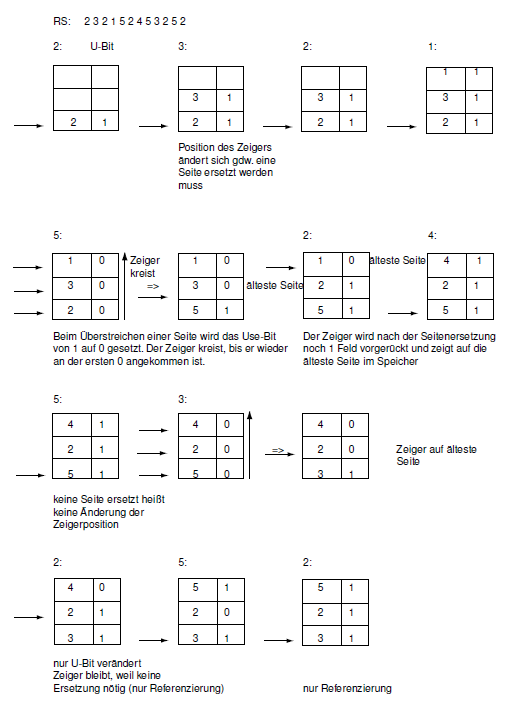 RS: 2 3 2 1 5 2 4 5 3 2 5 2
2: U-Bit 3: 2: 1:
1 1
3 1 3 1 3 1
2 1 2 1 2 1 2 1
Position des Zeigers
ändert sich gdw. eine
Seite ersetzt werden
muss
5: 2: 4:
1 0 Zeiger 1 0 1 0 älteste Seite 4 1
kreist
3 0 => 3 0 älteste Seite 2 1 2 1
2 0 5 1 5 1 5 1
Beim Überstreichen einer Seite wird das Use-Bit
von 1 auf 0 gesetzt. Der Zeiger kreist, bis er wieder
an der ersten 0 angekommen ist.
Der Zeiger wird nach der Seitenersetzung
noch 1 Feld vorgerückt und zeigt auf die
älteste Seite im Speicher
5: 3:
4 1 4 0 4 0
2 1 2 0 => 2 0
5 1 5 0 3 1
Zeiger auf älteste
Seite
keine Seite ersetzt heißt
keine Änderung der
Zeigerposition
2: 5: 2:
4 0 5 1 5 1
2 1 2 0 2 1
3 1 3 1 3 1
nur U-Bit verändert
Zeiger bleibt, weil keine
Ersetzung nötig (nur Referenzierung)
nur Referenzierung